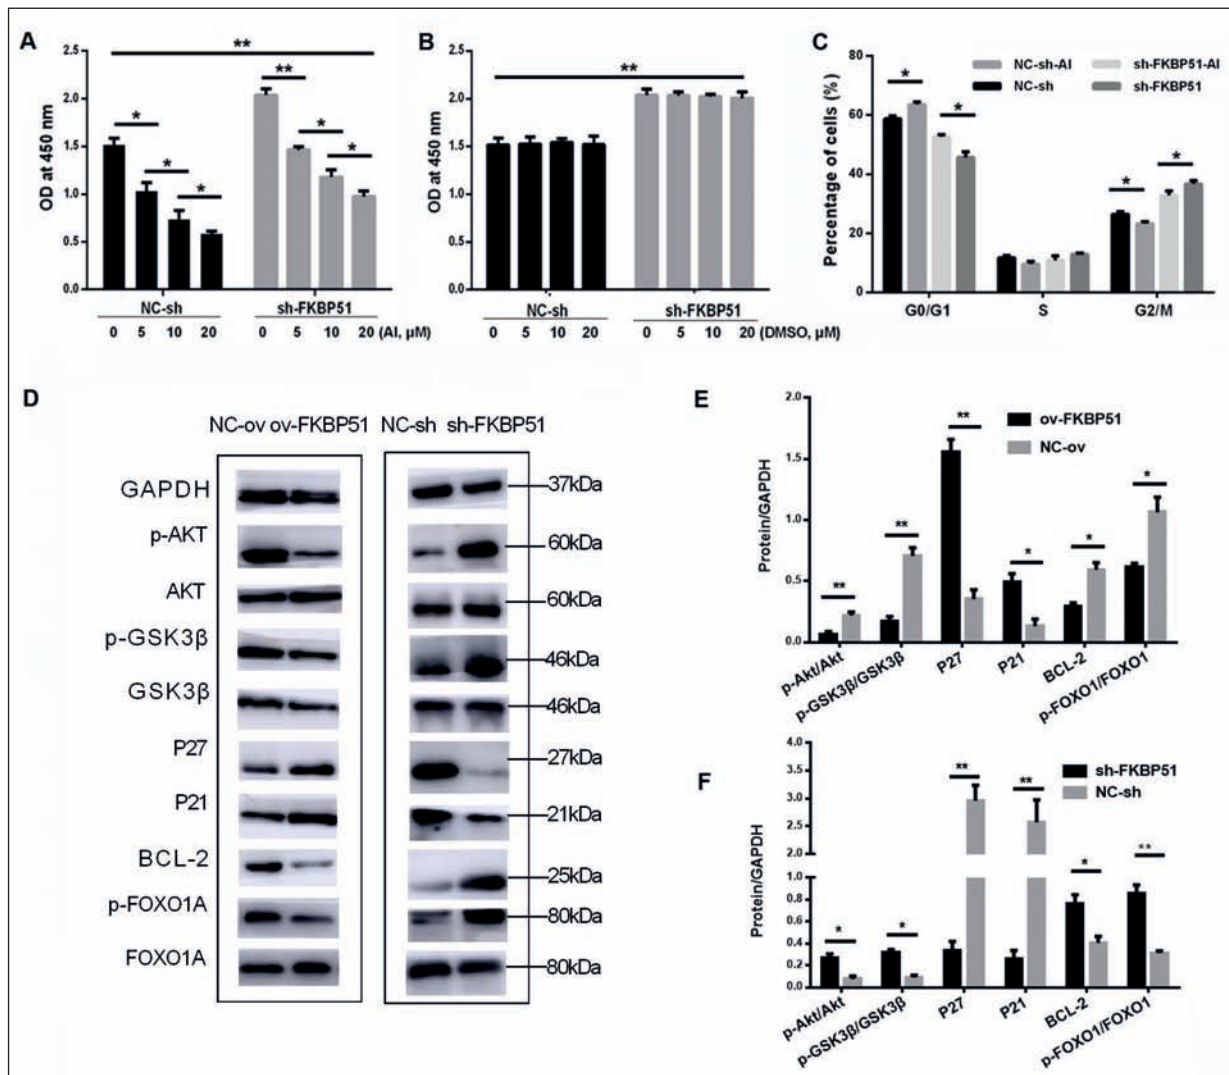 A
**
2.5
2.0
1.5
1.0
0.5
0.0
OD at 450 nm
*
*
*
**
*
*
NC-sh
sh-FKBP51
0 5 10 20 0 5 10 20 (AI, μM)
B
**
2.5
2.0
1.5
1.0
0.5
0.0
OD at 450 nm
NC-sh
sh-FKBP51
0 5 10 20 0 5 10 20 (DMSO, μM)
C
80
60
40
20
0
Percentage of cells (%)
NC-sh-AI
sh-FKBP51-AI
NC-sh
sh-FKBP51
*
*
*
*
G0/G1 S G2/M
D
NC-ov ov-FKBP51 NC-sh sh-FKBP51
GAPDH 37kDa
p-AKT 60kDa
AKT 60kDa
p-GSK3β 46kDa
GSK3β 46kDa
P27 27kDa
P21 21kDa
BCL-2 25kDa
p-FOXO1A 80kDa
FOXO1A 80kDa
E
2.0
1.5
1.0
0.5
0.0
Protein/GAPDH
ov-FKBP51
NC-ov
**
**
**
*
*
*
p-Akt/Akt
p-GSK3β/GSK3β
P27
P21
BCL-2
p-FOXO1/FOXO1
F
4.0
3.5
3.0
2.5
2.0
1.0
0.8
0.6
0.4
0.2
0.0
Protein/GAPDH
sh-FKBP51
NC-sh
*
*
**
**
*
**
p-Akt/Akt
p-GSK3β/GSK3β
P27
P21
BCL-2
p-FOXO1/FOXO1